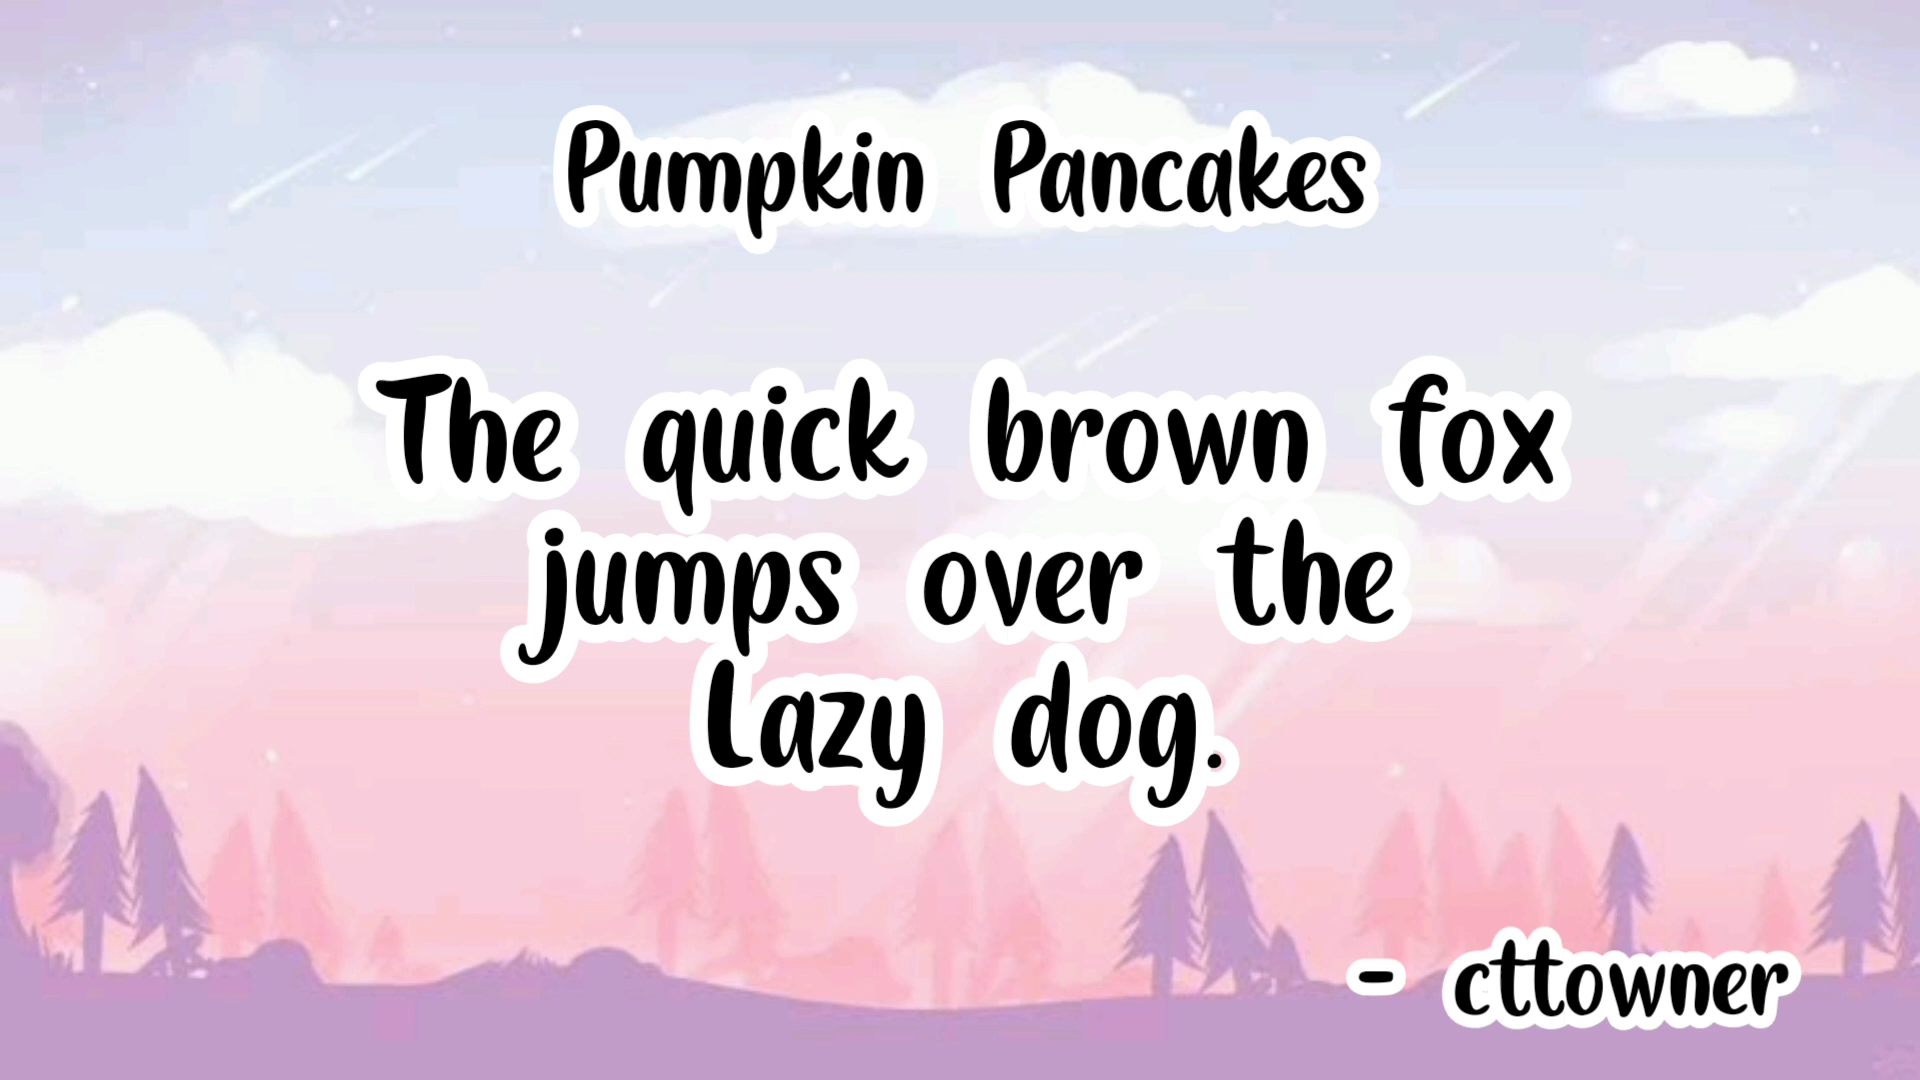 Pumpkin Pancakes
The quick brown fox
jumps over the
Lazy dog.
- cttowner